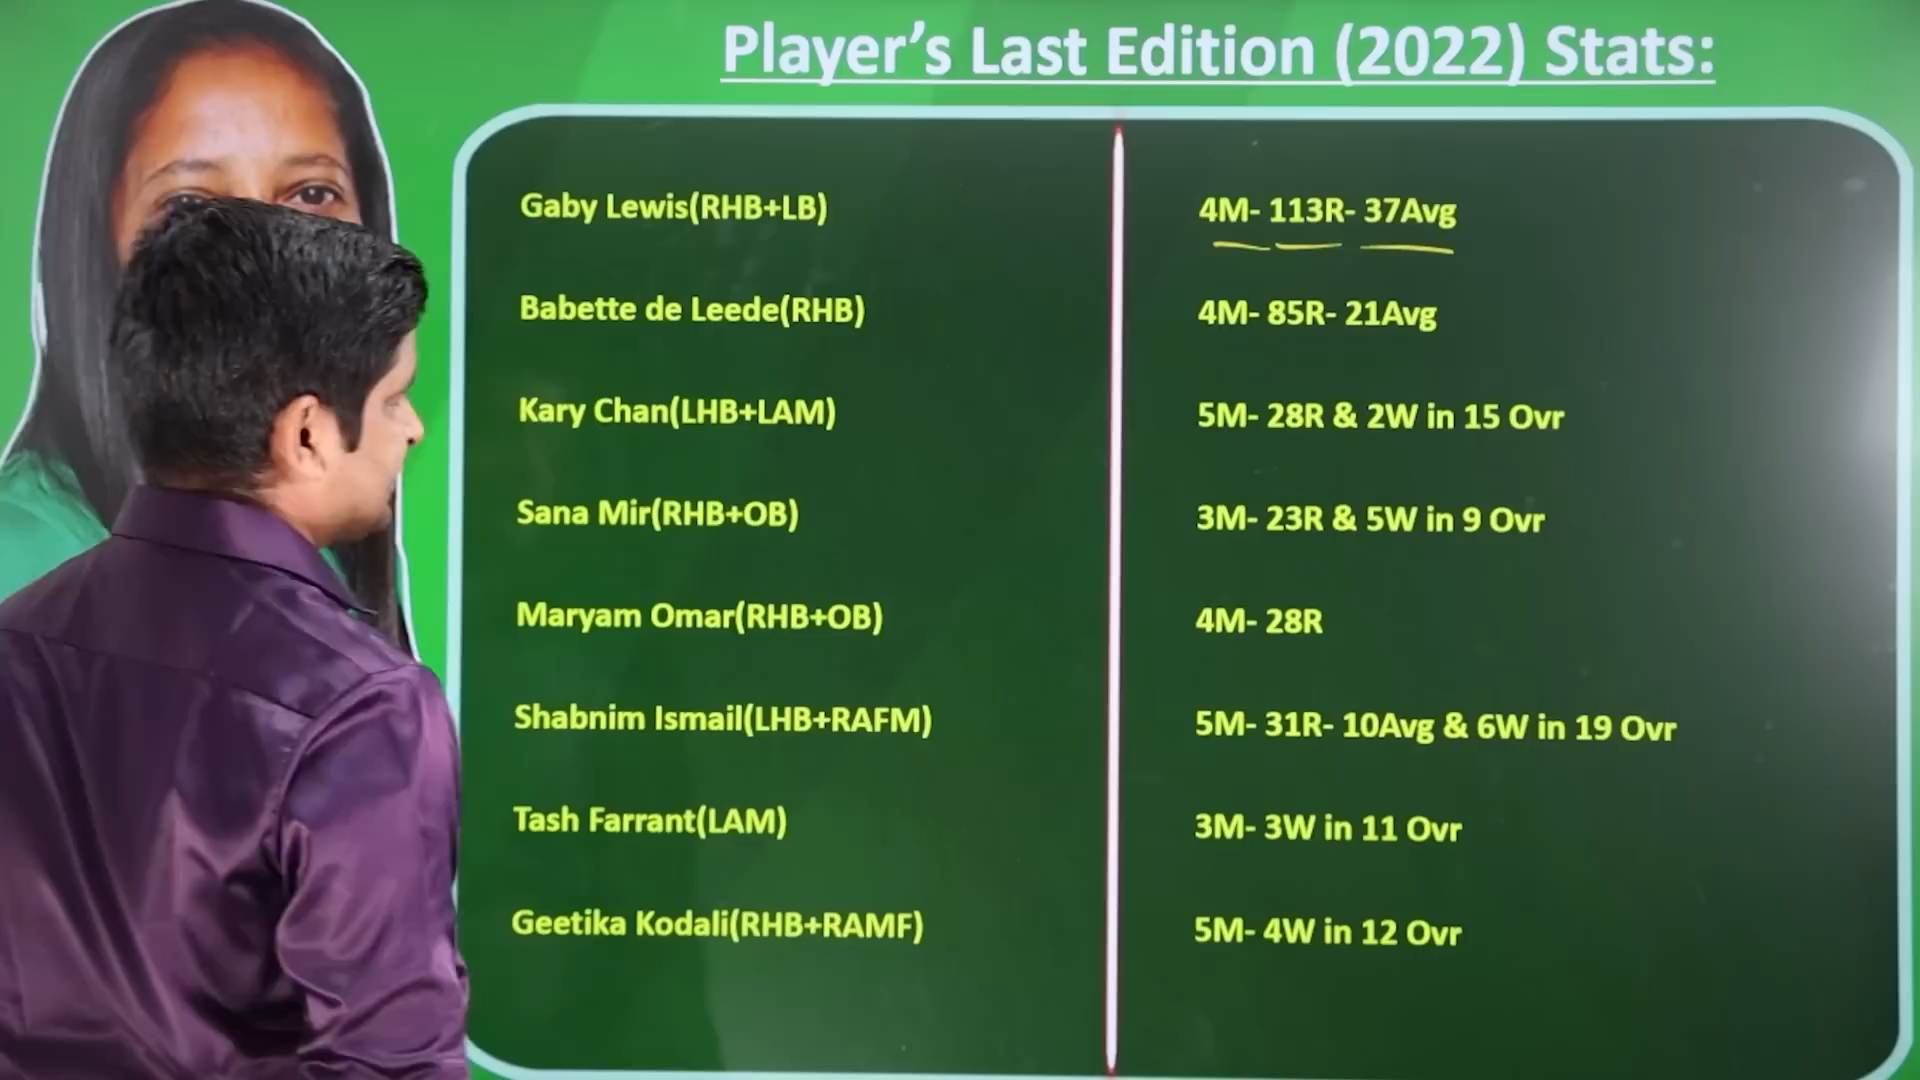 Player's Last Edition (2022) Stats:
Gaby Lewis(RHB+LB) 4M- 113R- 37Avg
Babette de Leede(RHB) 4M- 85R- 21Avg
Kary Chan(LHB+LAM) 5M- 28R & 2W in 15 Ovr
Sana Mir(RHB+OB) 3M- 23R & 5W in 9 Ovr
Maryam Omar(RHB+OB) 4M- 28R
Shabnim Ismail(LHB+RAFM) 5M- 31R- 10Avg & 6W in 19 Ovr
Tash Farrant(LAM) 3M- 3W in 11 Ovr
Geetika Kodali(RHB+RAMF) 5M- 4W in 12 Ovr